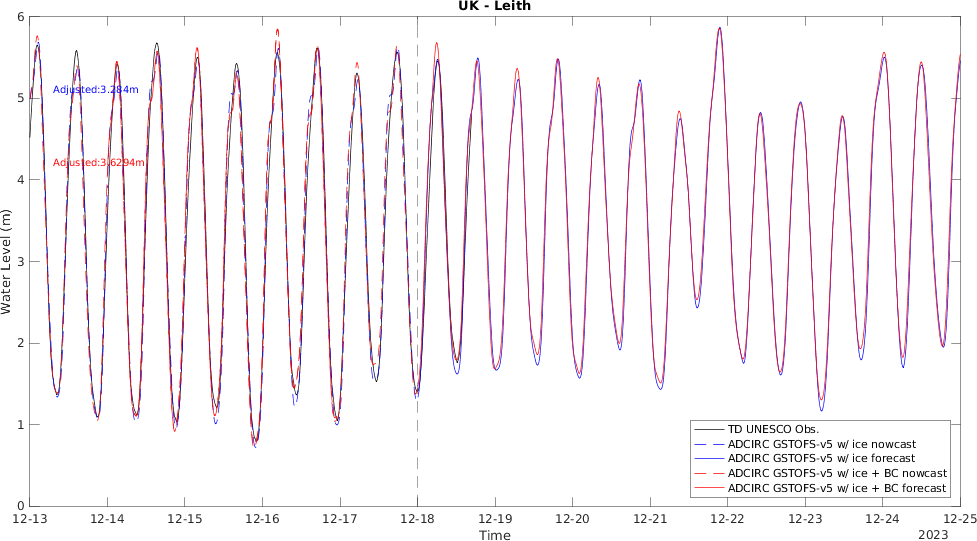 UK - Leith
6
5
4
3
2
1
0
Water Level (m)
Adjusted:3.284m
Adjusted:3.6294m
TD UNESCO Obs.
ADCIRC GSTOFS-v5 w/ ice nowcast
ADCIRC GSTOFS-v5 w/ ice forecast
ADCIRC GSTOFS-v5 w/ ice + BC nowcast
ADCIRC GSTOFS-v5 w/ ice + BC forecast
12-13 12-14 12-15 12-16 12-17 12-18 12-19 12-20 12-21 12-22 12-23 12-24 12-25
Time
2023